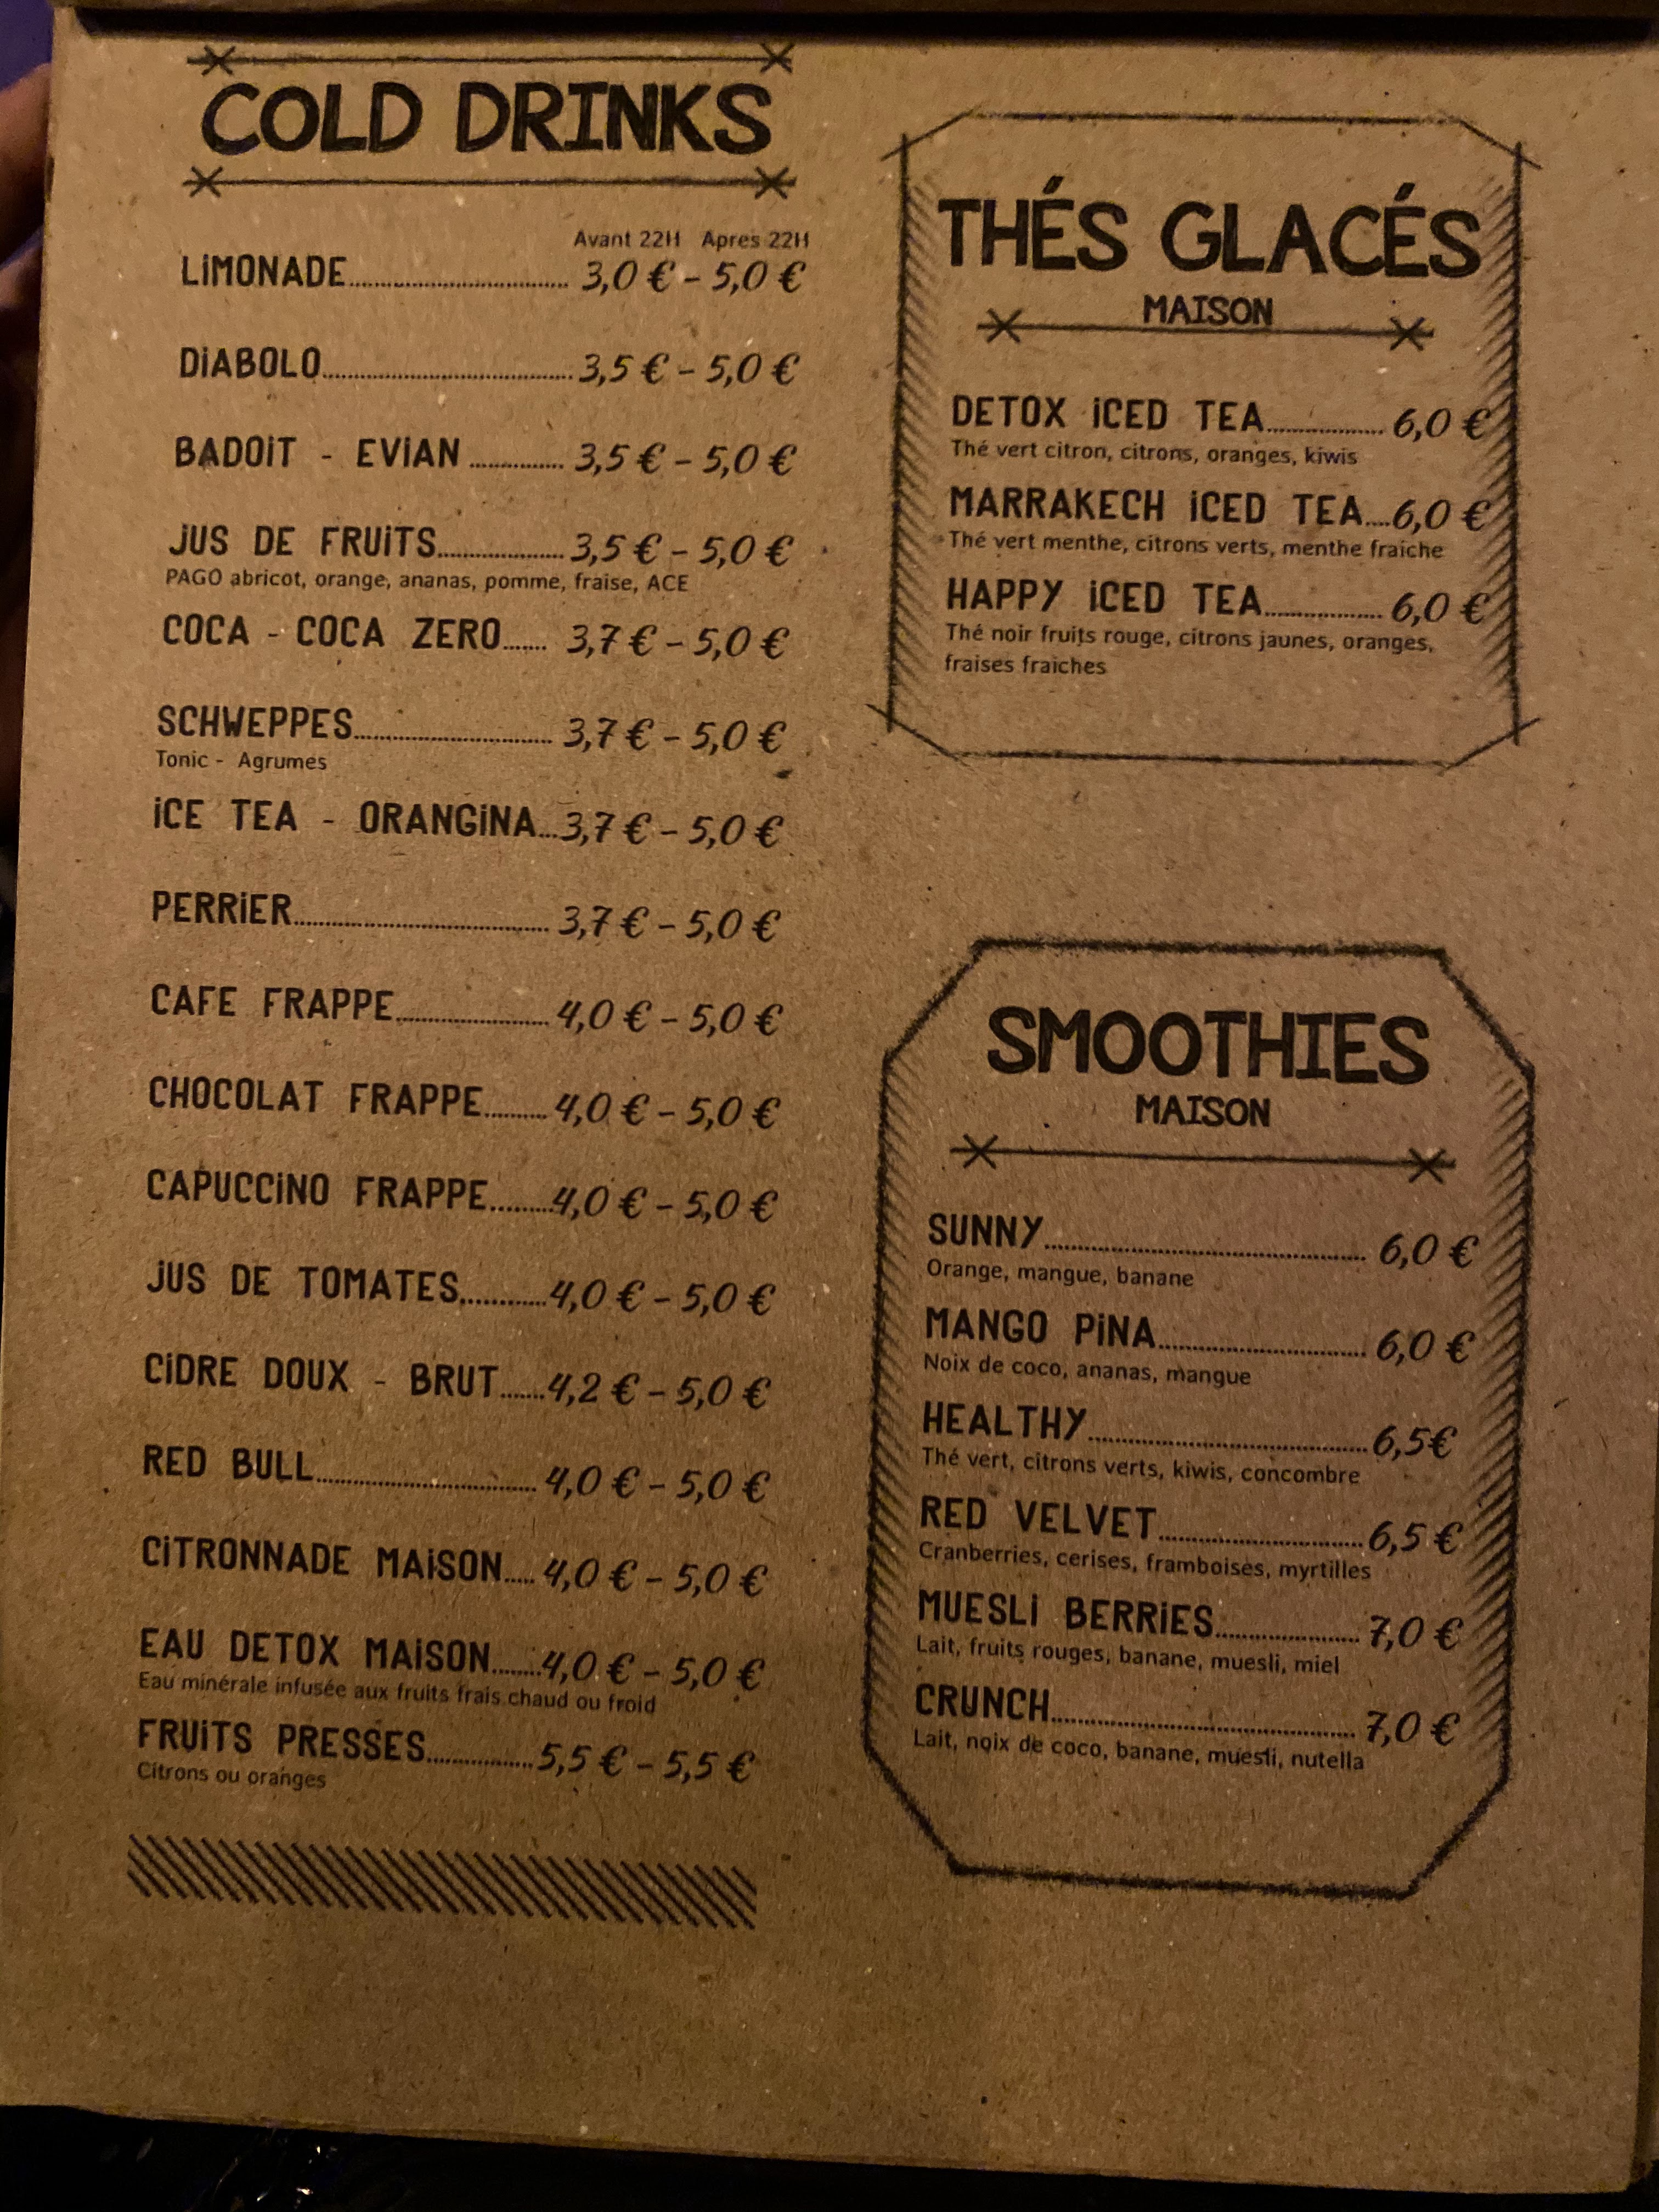 COLD DRINKS
Avant 22H Apres 22H
LiMONADE 3,0 € - 5,0 €
DiABOLO 3,5 € - 5,0 €
BADOiT - EViAN 3,5 € - 5,0 €
JUS DE FRUiTS 3,5 € - 5,0 €
PAGO abricot, orange, ananas, pomme, fraise, ACE
COCA - COCA ZERO 3,7 € - 5,0 €
SCHWEPPES 3,7 € - 5,0 €
Tonic - Agrumes
iCE TEA - ORANGiNA 3,7 € - 5,0 €
PERRiER 3,7 € - 5,0 €
CAFE FRAPPE 4,0 € - 5,0 €
CHOCOLAT FRAPPE 4,0 € - 5,0 €
CAPUCCiNO FRAPPE 4,0 € - 5,0 €
JUS DE TOMATES 4,0 € - 5,0 €
CiDRE DOUX - BRUT 4,2 € - 5,0 €
RED BULL 4,0 € - 5,0 €
CiTRONNADE MAiSON 4,0 € - 5,0 €
EAU DETOX MAiSON 4,0 € - 5,0 €
Eau minérale infusée aux fruits frais chaud ou froid
FRUiTS PRESSES 5,5 € - 5,5 €
Citrons ou oranges
THÉS GLACÉS
MAISON
DETOX iCED TEA 6,0 €
Thé vert citron, citrons, oranges, kiwis
MARRAKECH iCED TEA 6,0 €
Thé vert menthe, citrons verts, menthe fraiche
HAPPY iCED TEA 6,0 €
Thé noir fruits rouge, citrons jaunes, oranges,
fraises fraiches
SMOOTHIES
MAISON
SUNNY 6,0 €
Orange, mangue, banane
MANGO PiNA 6,0 €
Noix de coco, ananas, mangue
HEALTHY 6,5€
Thé vert, citrons verts, kiwis, concombre
RED VELVET 6,5 €
Cranberries, cerises, framboises, myrtilles
MUESLi BERRiES 7,0 €
Lait, fruits rouges, banane, muesli, miel
CRUNCH 7,0 €
Lait, noix de coco, banane, muesli, nutella